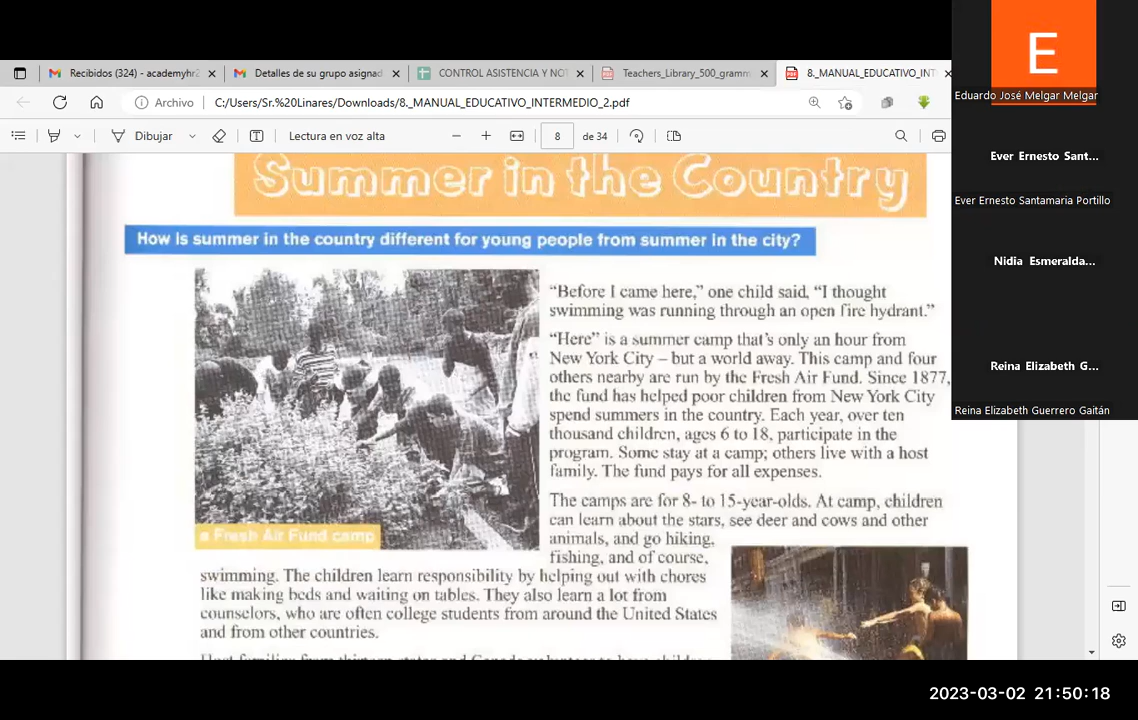 Recibidos (324) - academyhr2
Detalles de su grupo asignad
CONTROL ASISTENCIA Y NOT
Teachers_Library_500_gramm
8._MANUAL_EDUCATIVO_INT
Archivo
C:/Users/Sr.%20Linares/Downloads/8._MANUAL_EDUCATIVO_INTERMEDIO_2.pdf
Dibujar
Lectura en voz alta
8
de 34
E
Eduardo José Melgar Melgar
Ever Ernesto Sant...
Ever Ernesto Santamaria Portillo
Nidia Esmeralda...
Reina Elizabeth G...
Reina Elizabeth Guerrero Gaitán
Summer in the Country
How is summer in the country different for young people from summer in the city?
"Before I came here," one child said, "I thought
swimming was running through an open fire hydrant."
"Here" is a summer camp that's only an hour from
New York City – but a world away. This camp and four
others nearby are run by the Fresh Air Fund. Since 1877,
the fund has helped poor children from New York City
spend summers in the country. Each year, over ten
thousand children, ages 6 to 18, participate in the
program. Some stay at a camp; others live with a host
family. The fund pays for all expenses.
The camps are for 8- to 15-year-olds. At camp, children
can learn about the stars, see deer and cows and other
animals, and go hiking,
fishing, and of course,
swimming. The children learn responsibility by helping out with chores
like making beds and waiting on tables. They also learn a lot from
counselors, who are often college students from around the United States
and from other countries.
a Fresh Air Fund camp
2023-03-02 21:50:18